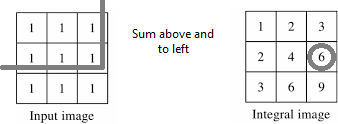 1 1 1
1 1 1
1 1 1
Input image
Sum above and
to left
1 2 3
2 4 6
3 6 9
Integral image